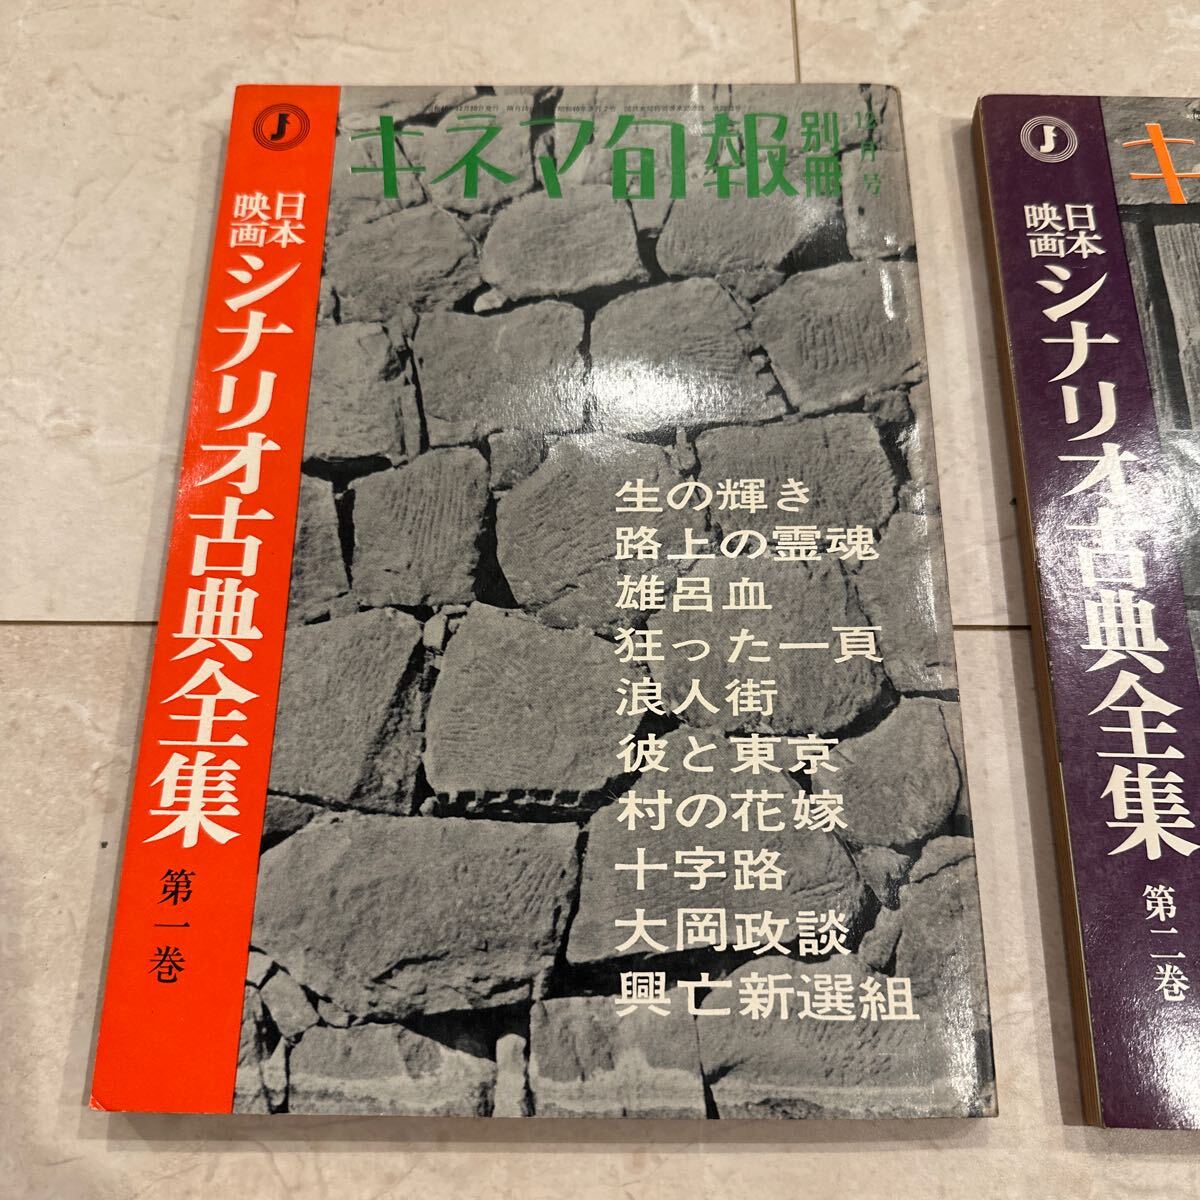 キネマ旬報
別冊
12月号
日本
映画
シナリオ古典全集
第一巻
生の輝き
路上の霊魂
雄呂血
狂った一頁
浪人街
彼と東京
村の花嫁
十字路
大岡政談
興亡新選組
キ
日本
映画
シナリオ古典全集
第二巻